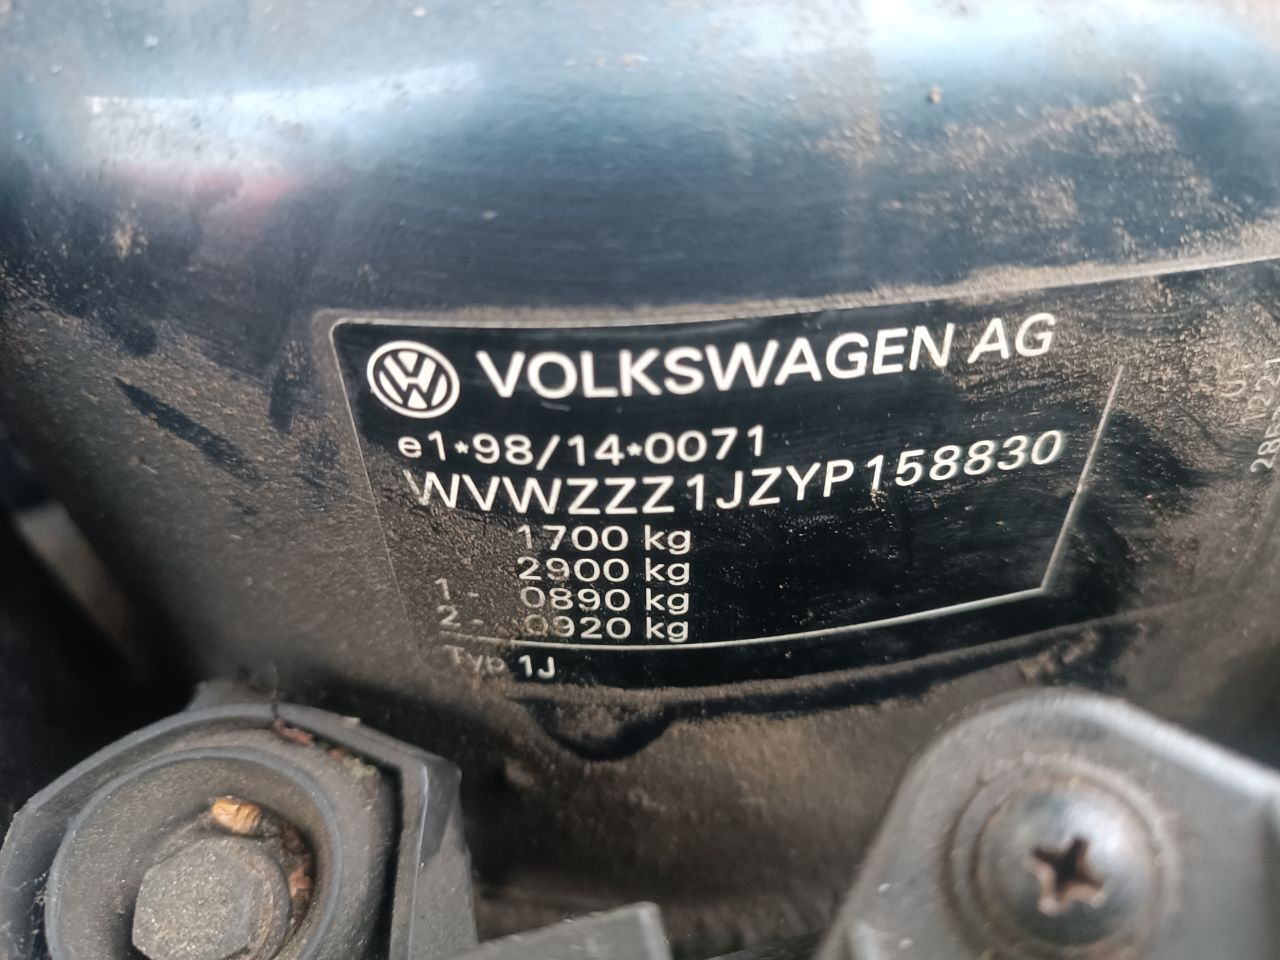 VOLKSWAGEN AG
e1*98/14*0071
WVWZZZ1JZYP158830
1700 kg
2900 kg
1 - 0890 kg
2 - 0920 kg
Typ 1J